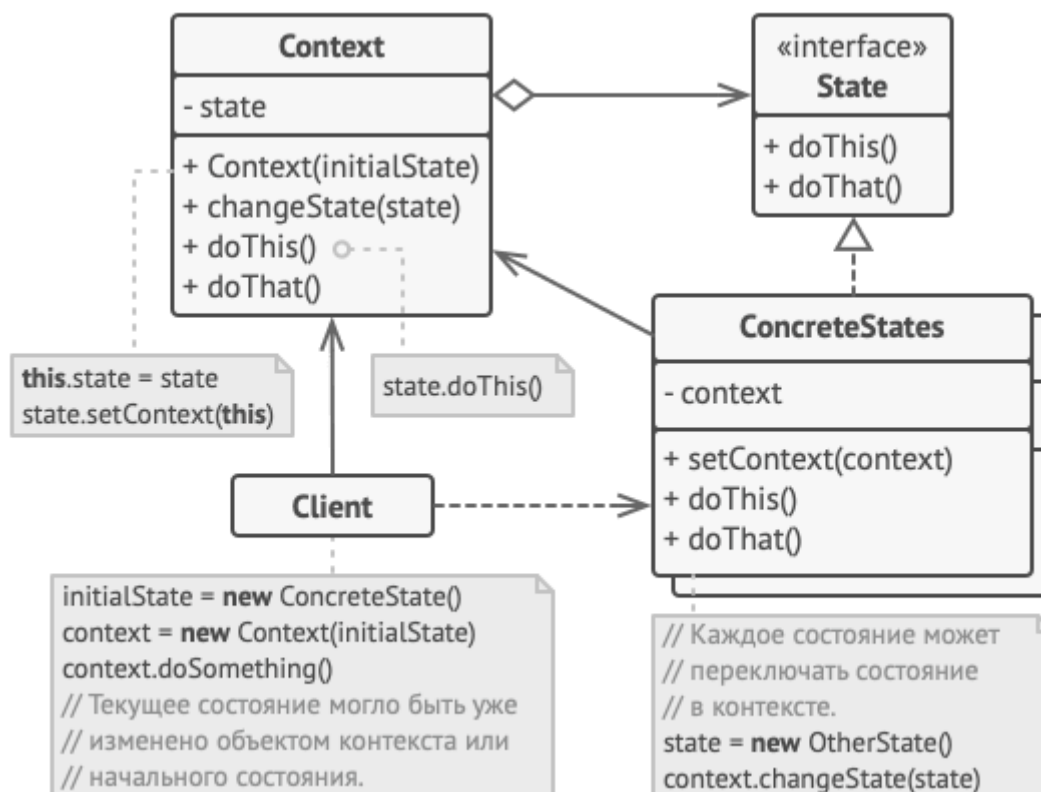 Context
- state
+ Context(initialState)
+ changeState(state)
+ doThis()
+ doThat()
«interface»
State
+ doThis()
+ doThat()
this.state = state
state.setContext(this)
state.doThis()
ConcreteStates
- context
+ setContext(context)
+ doThis()
+ doThat()
Client
initialState = new ConcreteState()
context = new Context(initialState)
context.doSomething()
// Текущее состояние могло быть уже
// изменено объектом контекста или
// начального состояния.
// Каждое состояние может
// переключать состояние
// в контексте.
state = new OtherState()
context.changeState(state)